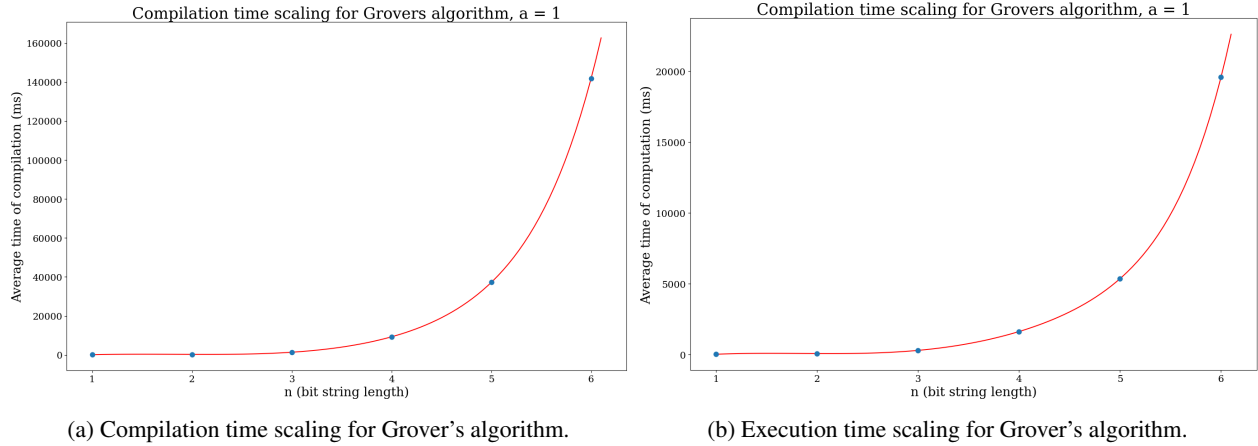 Compilation time scaling for Grovers algorithm, a = 1
160000
140000
120000
100000
80000
60000
40000
20000
0
Average time of compilation (ms)
1 2 3 4 5 6
n (bit string length)
(a) Compilation time scaling for Grover's algorithm.
Compilation time scaling for Grovers algorithm, a = 1
20000
15000
10000
5000
0
Average time of computation (ms)
1 2 3 4 5 6
n (bit string length)
(b) Execution time scaling for Grover's algorithm.